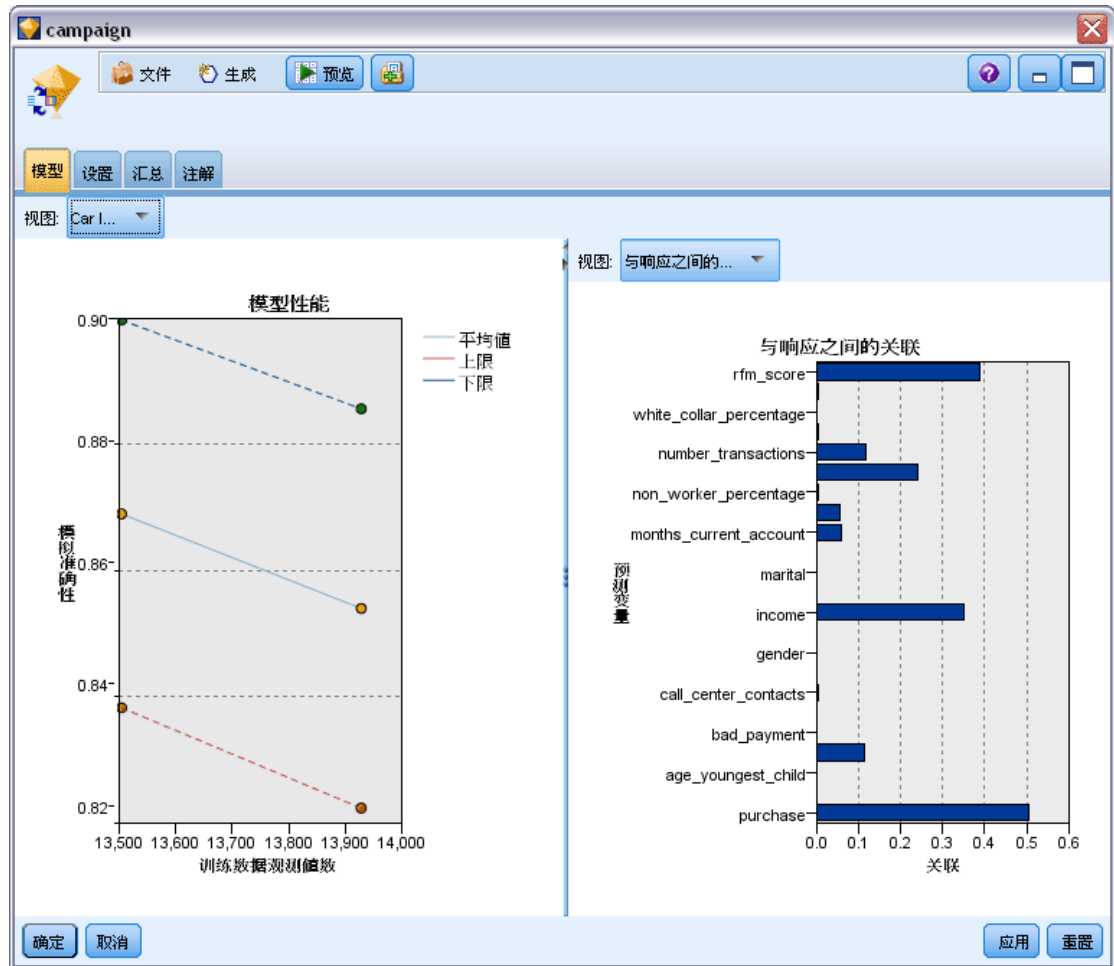 campaign
文件 生成 预览
模型 设置 汇总 注解
视图: Car I...
模型性能
0.90
0.88
0.86
0.84
0.82
模拟准确性
13,500 13,600 13,700 13,800 13,900 14,000
训练数据观测值数
平均值
上限
下限
视图: 与响应之间的...
与响应之间的关联
rfm_score
white_collar_percentage
number_transactions
non_worker_percentage
months_current_account
marital
income
gender
call_center_contacts
bad_payment
age_youngest_child
purchase
预测变量
0.0 0.1 0.2 0.3 0.4 0.5 0.6
关联
确定 取消 应用 重置